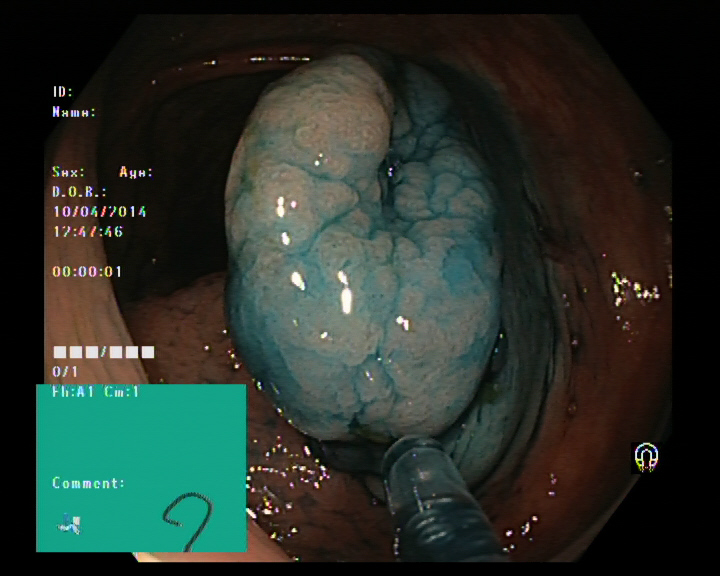 ID:
Name:
Sex: Age:
D.O.B.:
10/04/2014
12:47:46
00:00:01
■■■/■■■
0/1
Eh:A1 Cm:1
Comment: